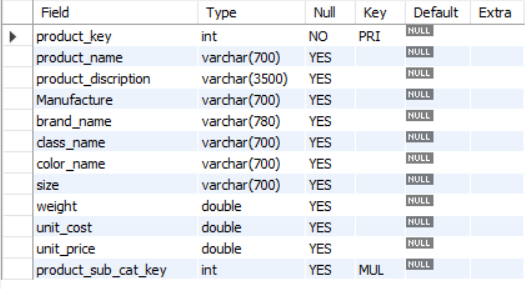 Field Type Null Key Default Extra
product_key int NO PRI NULL
product_name varchar(700) YES NULL
product_discription varchar(3500) YES NULL
Manufacture varchar(700) YES NULL
brand_name varchar(780) YES NULL
class_name varchar(700) YES NULL
color_name varchar(700) YES NULL
size varchar(700) YES NULL
weight double YES NULL
unit_cost double YES NULL
unit_price double YES NULL
product_sub_cat_key int YES MUL NULL